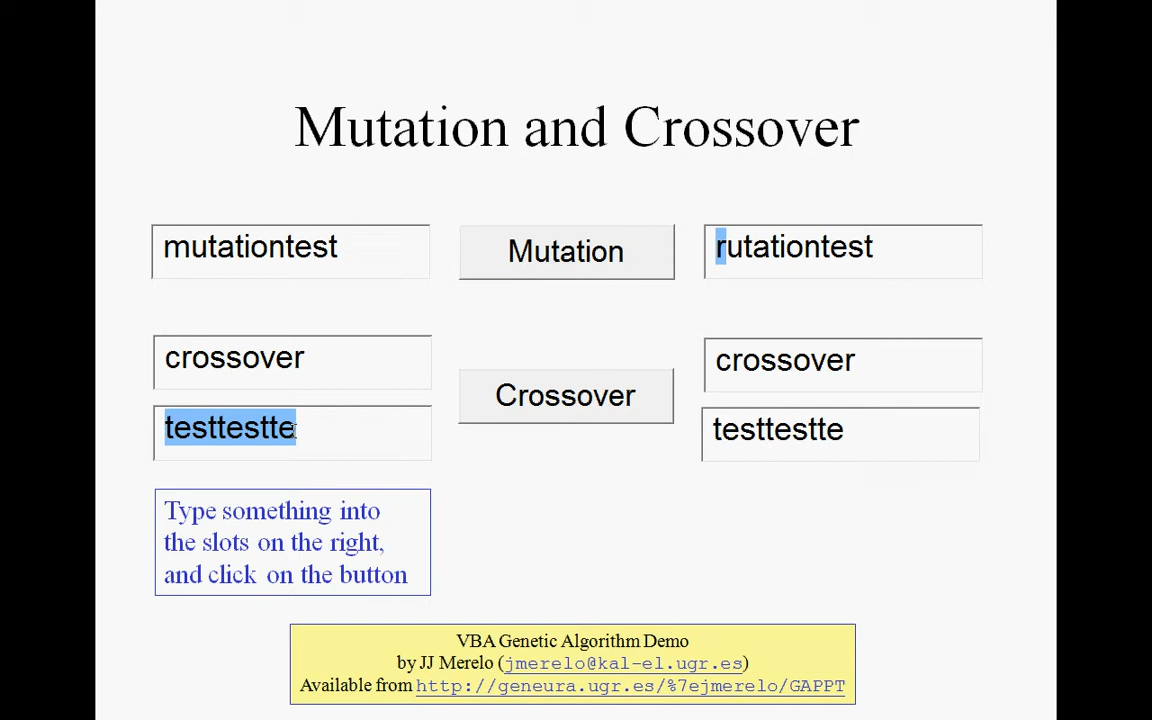 Mutation and Crossover
mutationtest
Mutation
rutationtest
crossover
crossover
Crossover
testtestte
testtestte
Type something into
the slots on the right,
and click on the button
VBA Genetic Algorithm Demo
by JJ Merelo (jmerelo@kal-el.ugr.es)
Available from http://geneura.ugr.es/%7ejmerelo/GAPPT